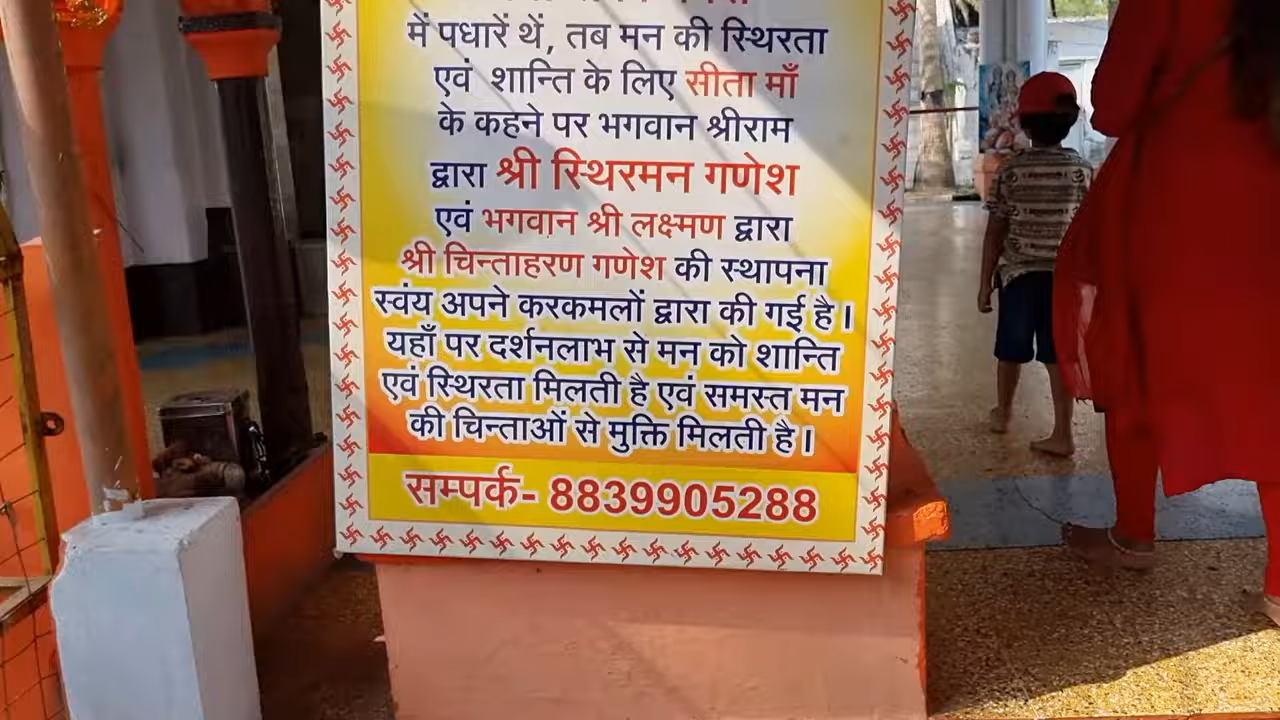 में पधारें थें, तब मन की स्थिरता
एवं शान्ति के लिए सीता माँ
के कहने पर भगवान श्रीराम
द्वारा श्री स्थिरमन गणेश
एवं भगवान श्री लक्ष्मण द्वारा
श्री चिन्ताहरण गणेश की स्थापना
स्वंय अपने करकमलों द्वारा की गई है।
यहाँ पर दर्शनलाभ से मन को शान्ति
एवं स्थिरता मिलती है एवं समस्त मन
की चिन्ताओं से मुक्ति मिलती है।
सम्पर्क- 8839905288